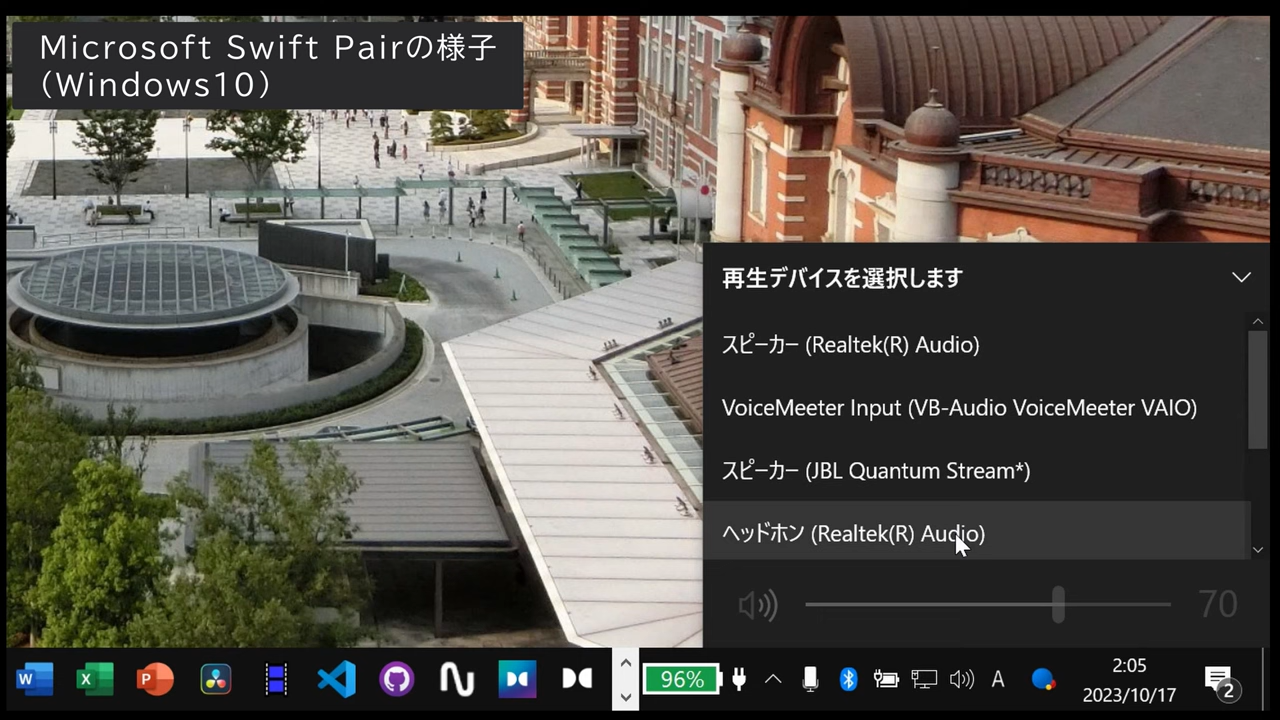 Microsoft Swift Pairの様子
(Windows10)
再生デバイスを選択します
スピーカー (Realtek(R) Audio)
VoiceMeeter Input (VB-Audio VoiceMeeter VAIO)
スピーカー (JBL Quantum Stream*)
ヘッドホン (Realtek(R) Audio)
70
W X P 96% A 2:05
2023/10/17 2